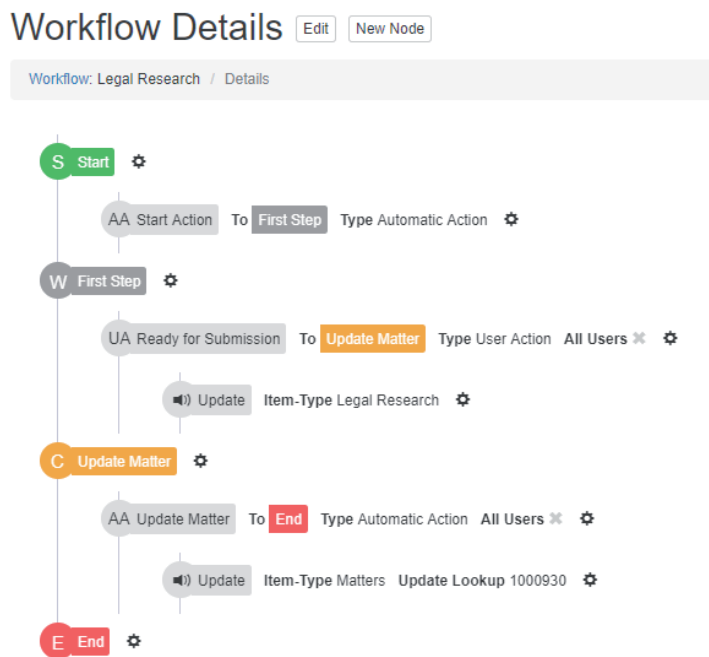 Workflow Details Edit New Node
Workflow: Legal Research / Details
S Start
AA Start Action To First Step Type Automatic Action
W First Step
UA Ready for Submission To Update Matter Type User Action All Users
Update Item-Type Legal Research
C Update Matter
AA Update Matter To End Type Automatic Action All Users
Update Item-Type Matters Update Lookup 1000930
E End